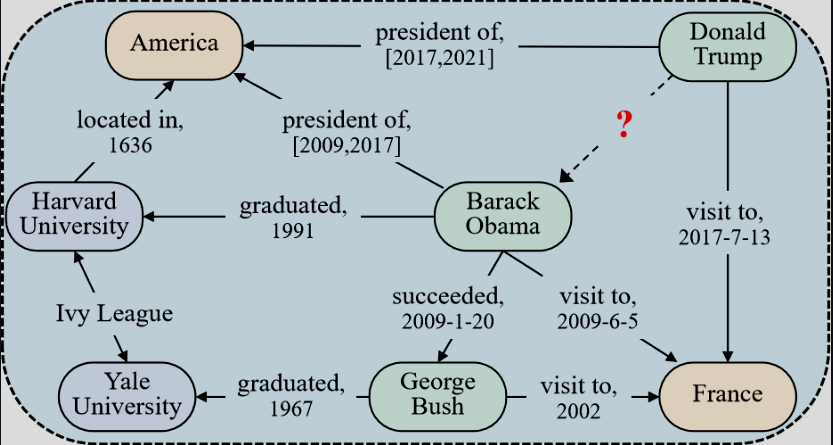 America
president of,
[2017,2021]
Donald
Trump
located in,
1636
president of,
[2009,2017]
?
Harvard
University
graduated,
1991
Barack
Obama
visit to,
2017-7-13
Ivy League
succeeded,
2009-1-20
visit to,
2009-6-5
Yale
University
graduated,
1967
George
Bush
visit to,
2002
France